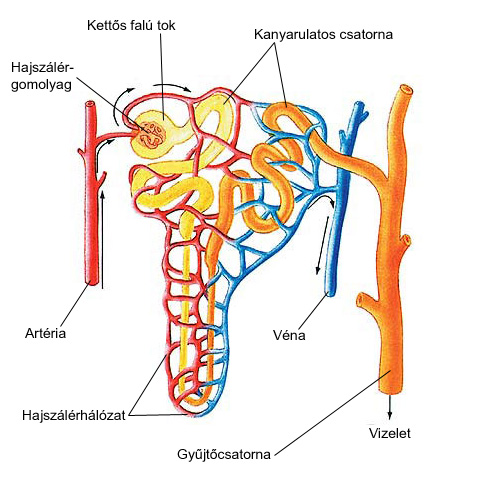 Kettős falú tok
Kanyarulatos csatorna
Hajszálér-
gomolyag
Artéria
Véna
Hajszálérhálózat
Vizelet
Gyűjtőcsatorna